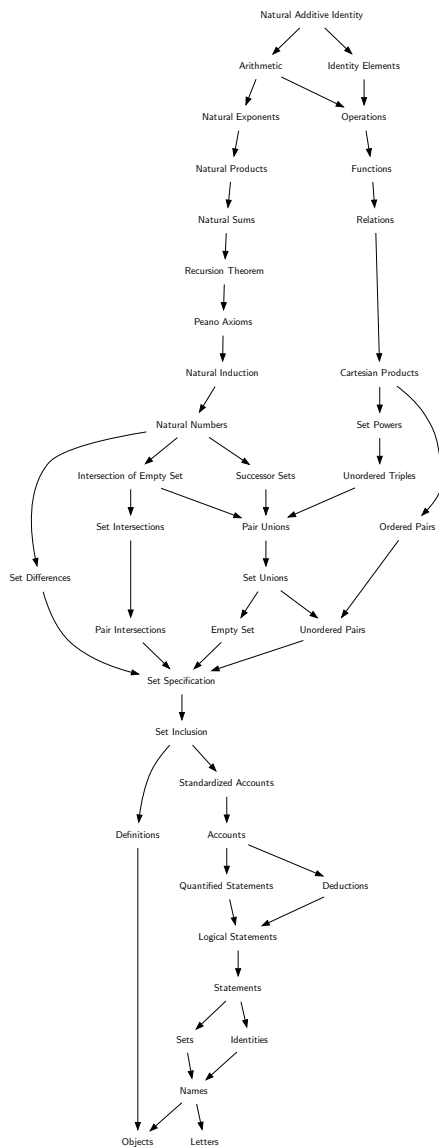 Natural Additive Identity
Arithmetic
Identity Elements
Natural Exponents
Operations
Natural Products
Functions
Natural Sums
Relations
Recursion Theorem
Peano Axioms
Natural Induction
Cartesian Products
Natural Numbers
Set Powers
Intersection of Empty Set
Successor Sets
Unordered Triples
Set Intersections
Pair Unions
Ordered Pairs
Set Differences
Set Unions
Pair Intersections
Empty Set
Unordered Pairs
Set Specification
Set Inclusion
Standardized Accounts
Definitions
Accounts
Quantified Statements
Deductions
Logical Statements
Statements
Sets
Identities
Names
Objects
Letters